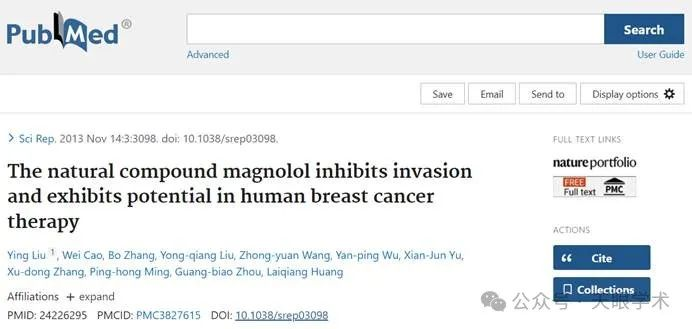 PubMed®
Search
Advanced
User Guide
Save
Email
Send to
Display options
Sci Rep. 2013 Nov 14:3:3098. doi: 10.1038/srep03098.
The natural compound magnolol inhibits invasion
and exhibits potential in human breast cancer
therapy
Ying Liu 1, Wei Cao, Bo Zhang, Yong-qiang Liu, Zhong-yuan Wang, Yan-ping Wu, Xian-Jun Yu,
Xu-dong Zhang, Ping-hong Ming, Guang-biao Zhou, Laiqiang Huang
Affiliations + expand
PMID: 24226295 PMCID: PMC3827615 DOI: 10.1038/srep03098
FULL TEXT LINKS
natureportfolio
FREE
Full text
PMC
ACTIONS
Cite
Collections
公众号 · 天眼学术